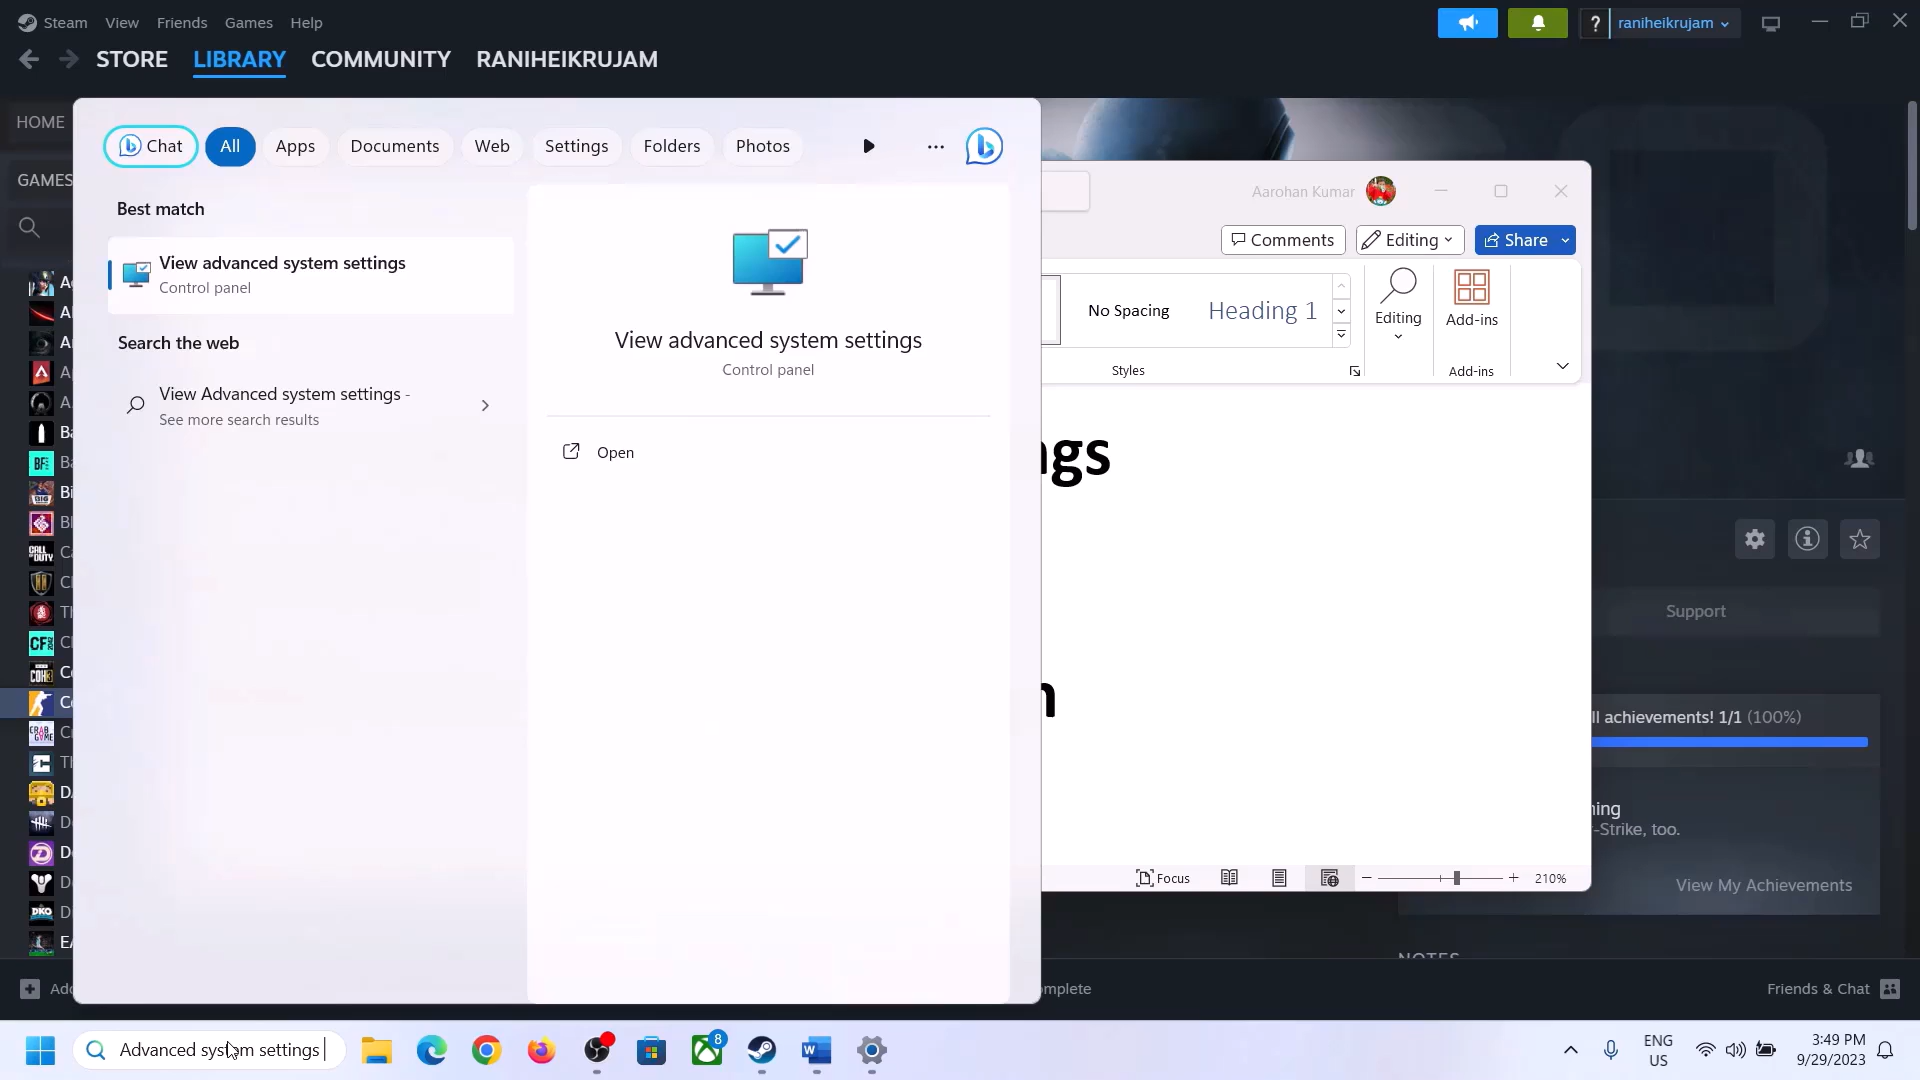 Steam View Friends Games Help
raniheikrujam
STORE LIBRARY COMMUNITY RANIHEIKRUJAM
HOME
GAMES
Chat All Apps Documents Web Settings Folders Photos
Best match
View advanced system settings
Control panel
Search the web
View Advanced system settings -
See more search results
View advanced system settings
Control panel
Open
Aarohan Kumar
Comments Editing Share
No Spacing Heading 1
Editing
Add-ins
Styles
Add-ins
ngs
n
Focus
210%
Support
ll achievements! 1/1 (100%)
-Strike, too.
View My Achievements
mplete
Friends & Chat
Advanced system settings
8
ENG
US
3:49 PM
9/29/2023